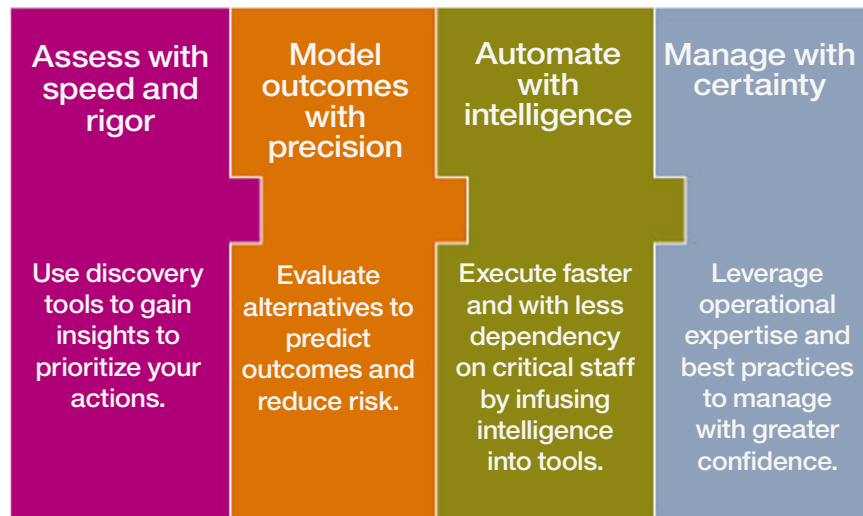 Assess with
speed and
rigor
Use discovery
tools to gain
insights to
prioritize your
actions.
Model
outcomes
with
precision
Evaluate
alternatives to
predict
outcomes and
reduce risk.
Automate
with
intelligence
Execute faster
and with less
dependency
on critical staff
by infusing
intelligence
into tools.
Manage with
certainty
Leverage
operational
expertise and
best practices
to manage
with greater
confidence.